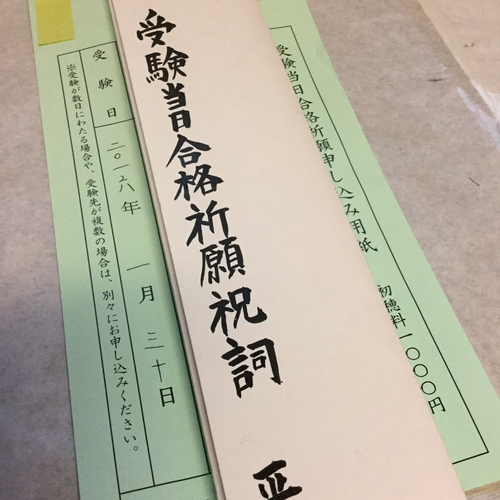 受験当日合格祈願申し込み用紙 初穂料一〇〇〇円
受験当日合格祈願祝詞
受験日 二〇一八年 一月 三十日
※受験が数日にわたる場合や、受験先が複数の場合は、別々にお申し込みください。